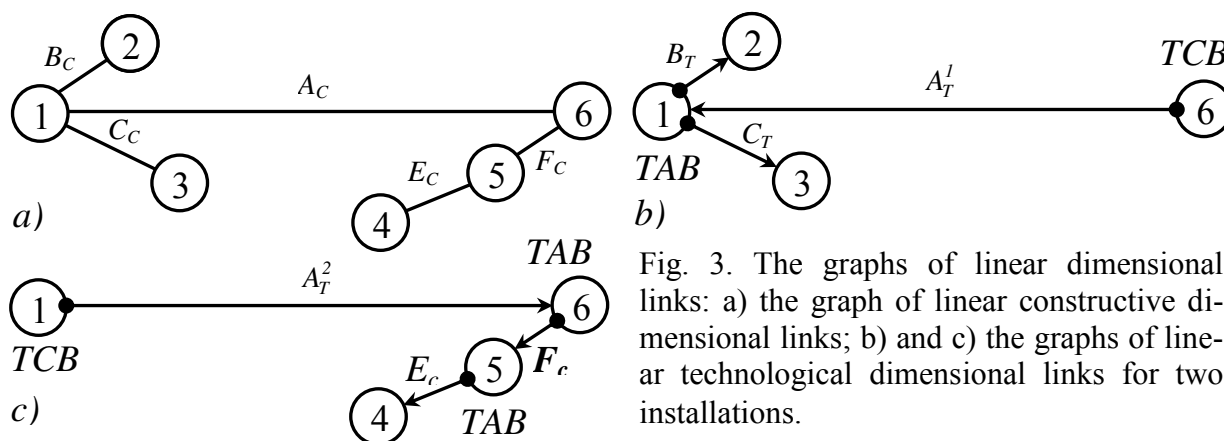 B_C
2
1
A_C
6
C_C
3
E_C
5
F_C
4
a)
B_T
2
TCB
A_T^1
1
6
TAB
C_T
3
b)
TAB
1
A_T^2
6
TCB
E_c
5
F_c
4
TAB
c)
Fig. 3. The graphs of linear dimensional
links: a) the graph of linear constructive di-
mensional links; b) and c) the graphs of line-
ar technological dimensional links for two
installations.